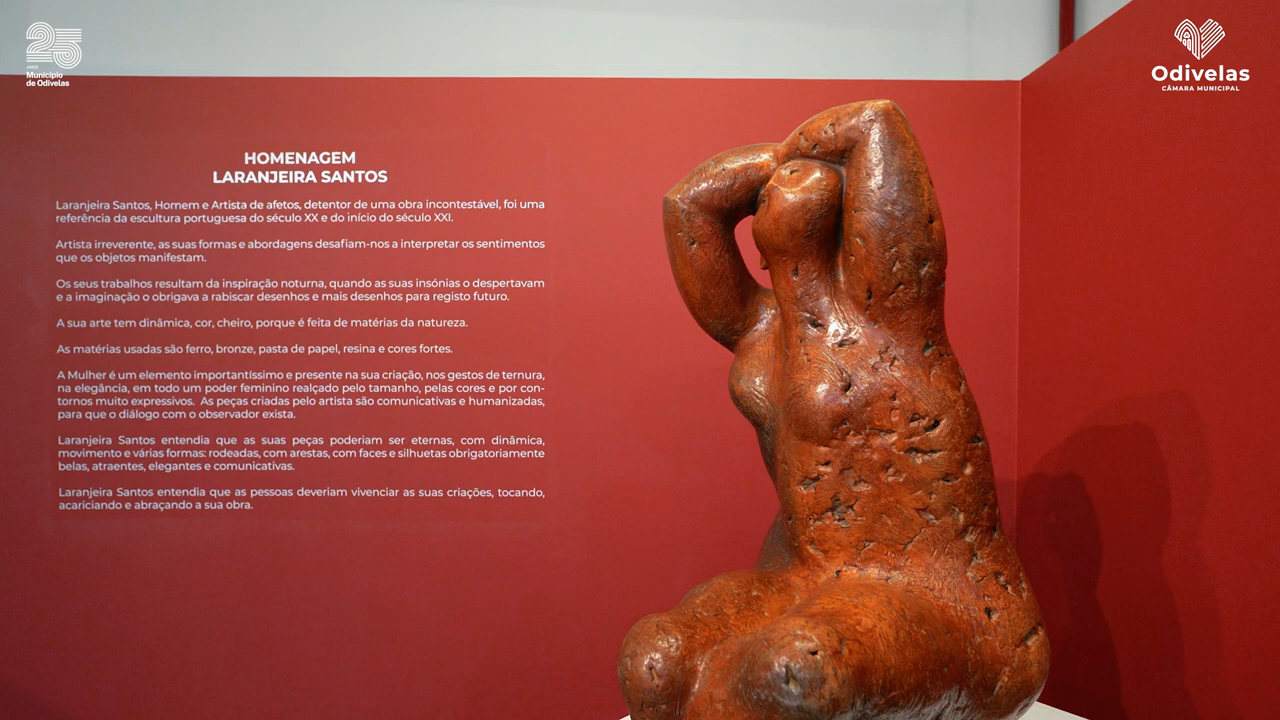 25
ANOS
Município
de Odivelas
Odivelas
CÂMARA MUNICIPAL
HOMENAGEM
LARANJEIRA SANTOS
Laranjeira Santos, Homem e Artista de afetos, detentor de uma obra incontestável, foi uma
referência da escultura portuguesa do século XX e do início do século XXI.
Artista irreverente, as suas formas e abordagens desafiam-nos a interpretar os sentimentos
que os objetos manifestam.
Os seus trabalhos resultam da inspiração noturna, quando as suas insónias o despertavam
e a imaginação o obrigava a rabiscar desenhos e mais desenhos para registo futuro.
A sua arte tem dinâmica, cor, cheiro, porque é feita de matérias da natureza.
As matérias usadas são ferro, bronze, pasta de papel, resina e cores fortes.
A Mulher é um elemento importantíssimo e presente na sua criação, nos gestos de ternura,
na elegância, em todo um poder feminino realçado pelo tamanho, pelas cores e por con-
tornos muito expressivos. As peças criadas pelo artista são comunicativas e humanizadas,
para que o diálogo com o observador exista.
Laranjeira Santos entendia que as suas peças poderiam ser eternas, com dinâmica,
movimento e várias formas: rodeadas, com arestas, com faces e silhuetas obrigatoriamente
belas, atraentes, elegantes e comunicativas.
Laranjeira Santos entendia que as pessoas deveriam vivenciar as suas criações, tocando,
acariciando e abraçando a sua obra.